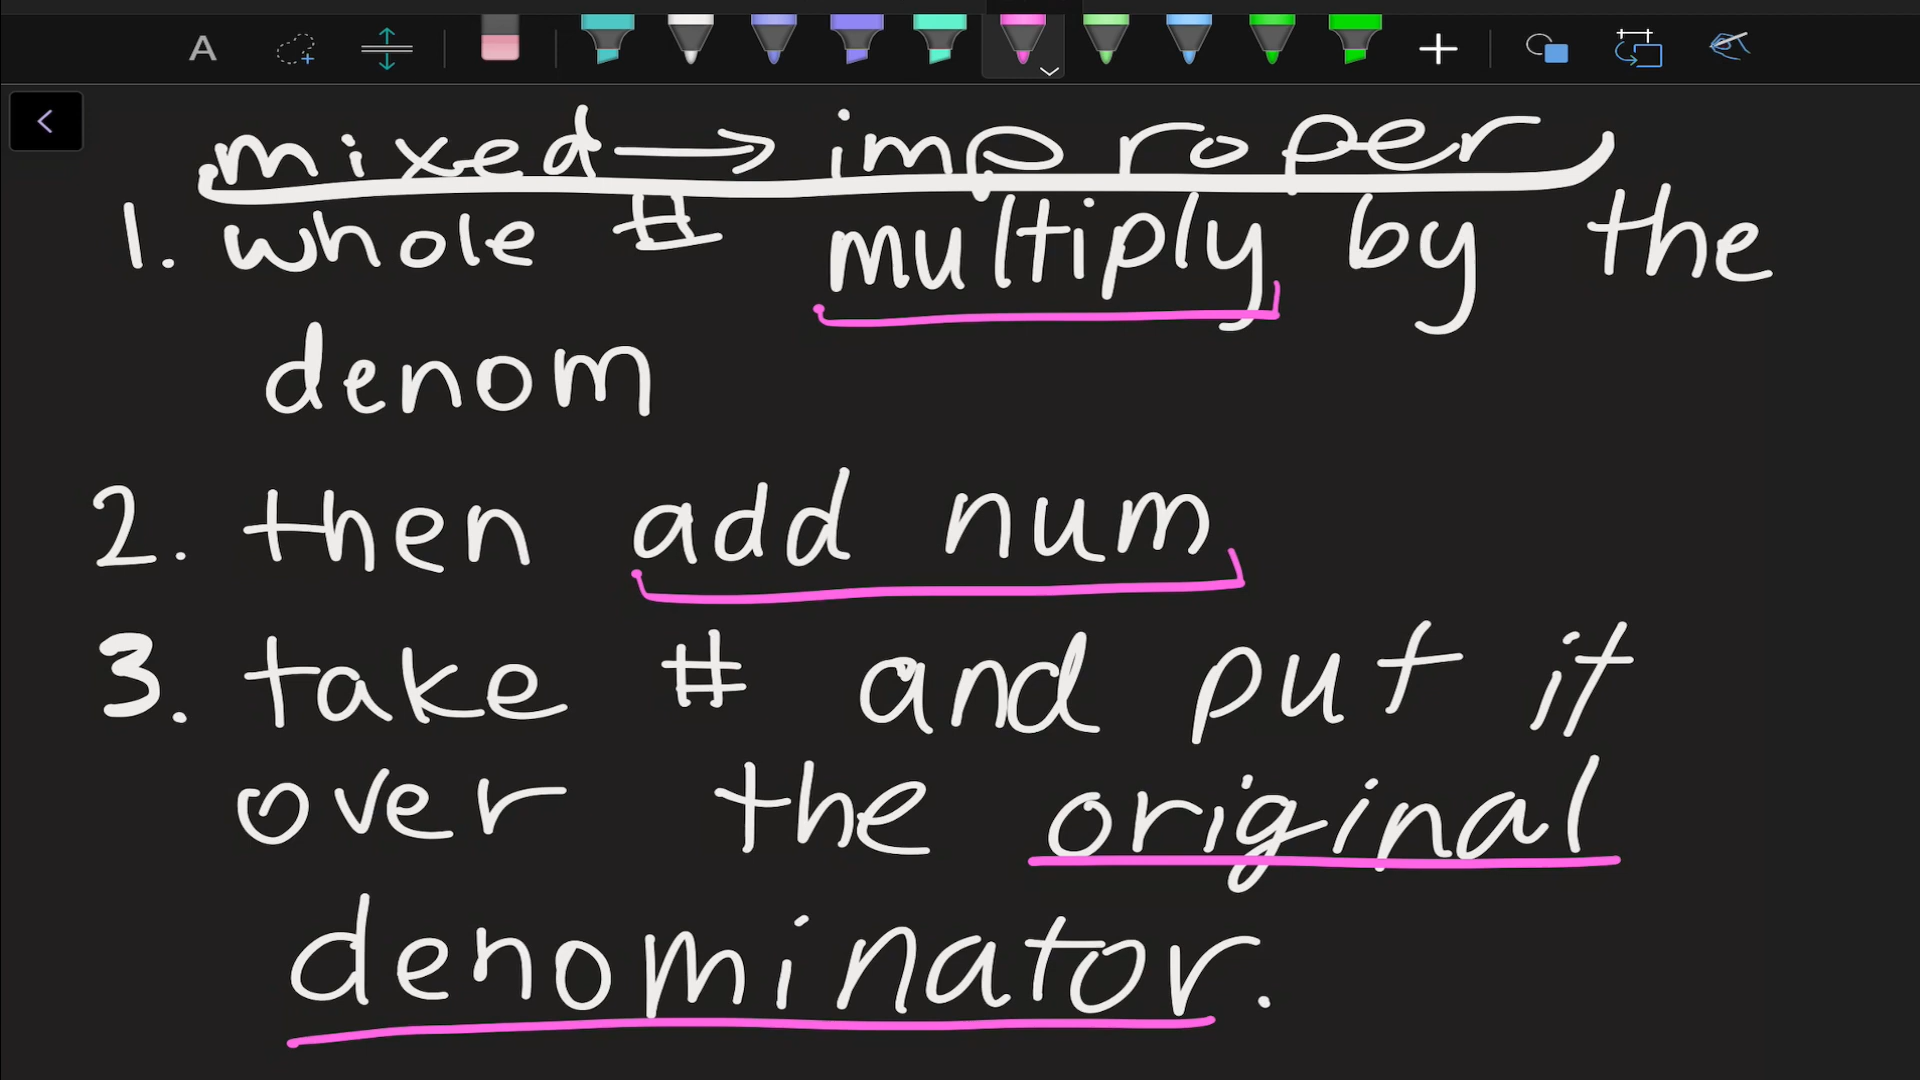 A
mixed → improper
1. whole # multiply by the
denom
2. then add num
3. take # and put it
over the original
denominator.